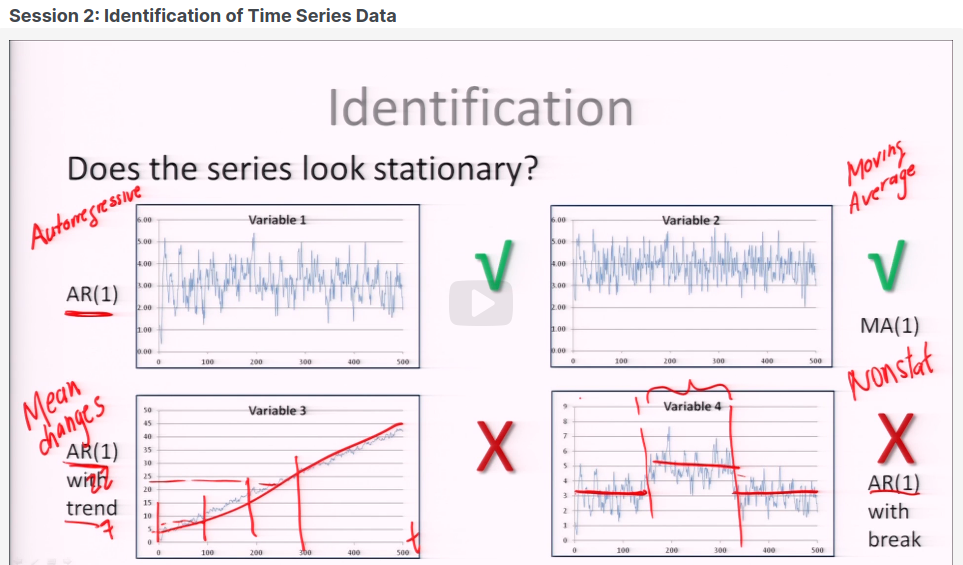 Session 2: Identification of Time Series Data
Identification
Does the series look stationary?
Autorregressive
Moving
Average
AR(1)
Variable 1
6.00
5.00
4.00
3.00
2.00
1.00
0.00
0 100 200 300 400 500
√
Variable 2
6.00
5.00
4.00
3.00
2.00
1.00
0.00
0 100 200 300 400 500
√
MA(1)
Mean
changes
AR(1)
with
trend
Variable 3
50
45
40
35
30
25
20
15
10
5
0
0 100 200 300 400 500
t
X
Variable 4
9
8
7
6
5
4
3
2
1
0
0 100 200 300 400 500
Nonstat
X
AR(1)
with
break